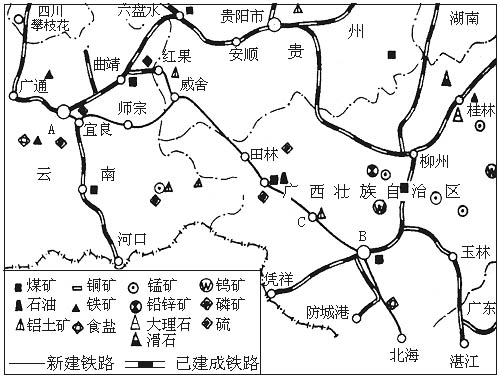 四川
攀枝花
六盘水
贵阳市
贵
州
湖南
安顺
曲靖
红果
威舍
广通
师宗
A
宜良
桂林
田林
柳州
云
南
广西壮族自治区
C
B
河口
凭祥
玉林
防城港
广东
北海
湛江
煤矿
铜矿
锰矿
钨矿
石油
铁矿
铅锌矿
磷矿
铝土矿
食盐
大理石
硫
滑石
新建铁路
已建成铁路